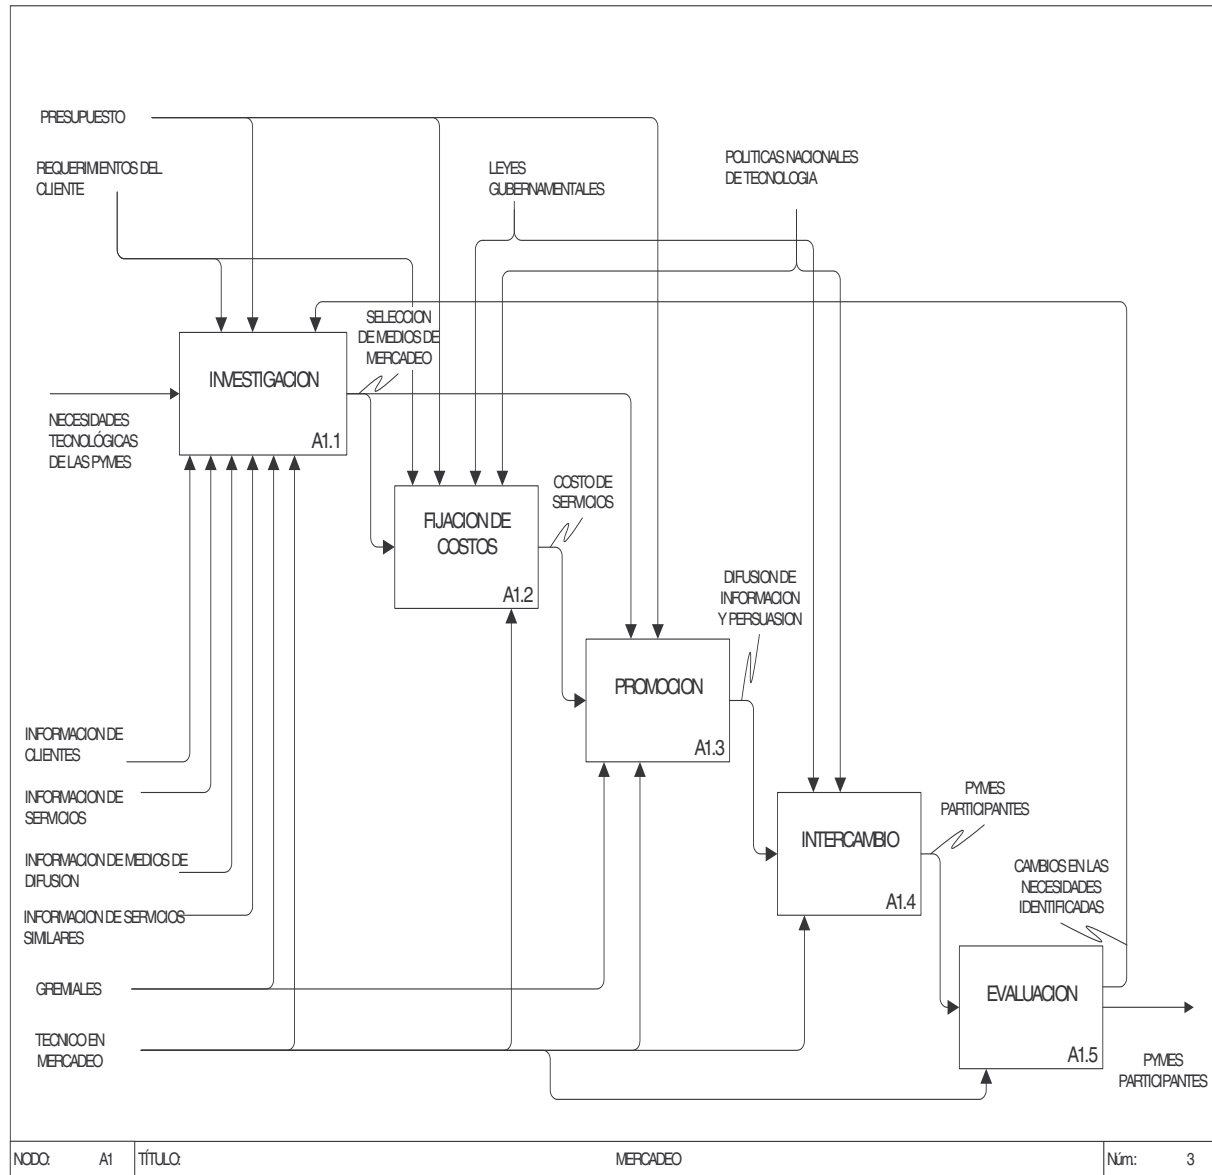 PRESUPUESTO
REQUERIMIENTOS DEL
CLIENTE
LEYES
GUBERNAMENTALES
POLITICAS NACIONALES
DE TECNOLOGIA
SELECCION
DE MEDIOS DE
MERCADEO
INVESTIGACION
A1.1
NECESIDADES
TECNOLÓGICAS
DE LAS PYMES
COSTO DE
SERVICIOS
FIJACION DE
COSTOS
A1.2
DIFUSION DE
INFORMACION
Y PERSUASION
PROMOCION
A1.3
INFORMACION DE
CLIENTES
INFORMACION DE
SERVICIOS
PYMES
PARTICIPANTES
INTERCAMBIO
A1.4
INFORMACION DE MEDIOS DE
DIFUSION
CAMBIOS EN LAS
NECESIDADES
IDENTIFICADAS
INFORMACION DE SERVICIOS
SIMILARES
GREMIALES
EVALUACION
A1.5
TECNICO EN
MERCADEO
PYMES
PARTICIPANTES
NODO: A1 TÍTULO: MERCADEO Núm.: 3